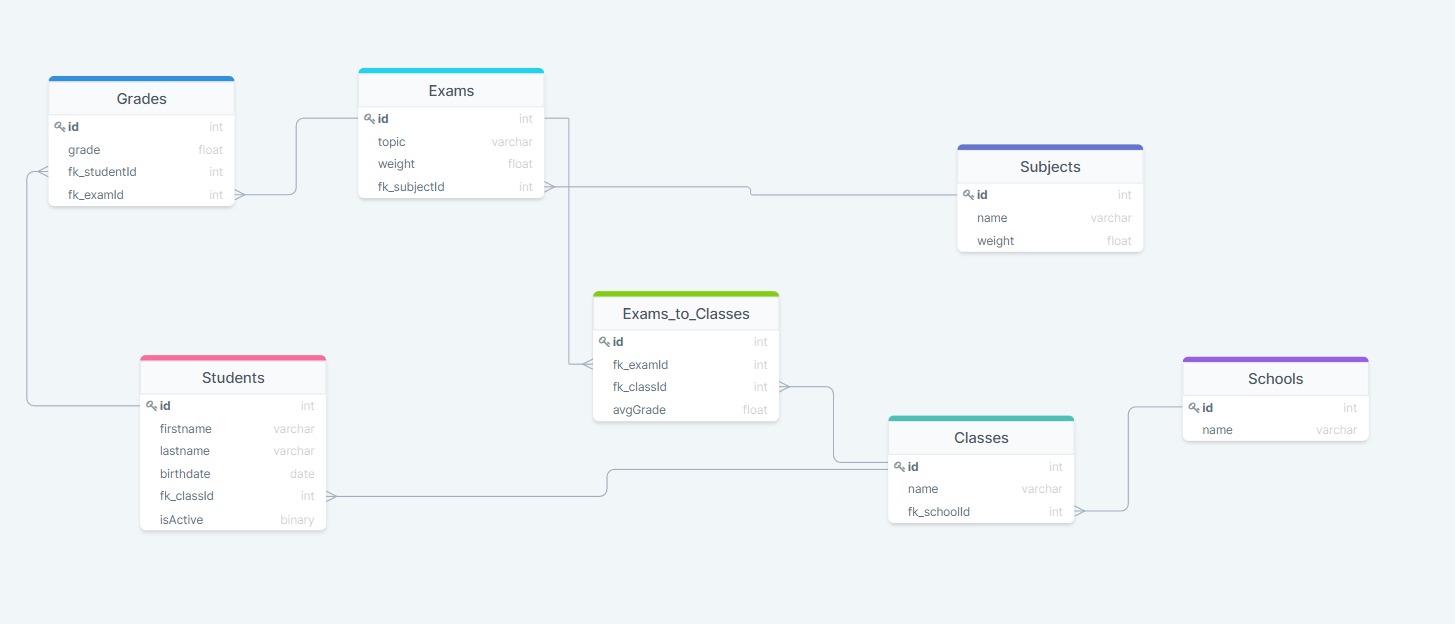 Grades
id int
grade float
fk_studentId int
fk_examId int
Exams
id int
topic varchar
weight float
fk_subjectId int
Subjects
id int
name varchar
weight float
Exams_to_Classes
id int
fk_examId int
fk_classId int
avgGrade float
Students
id int
firstname varchar
lastname varchar
birthdate date
fk_classId int
isActive binary
Classes
id int
name varchar
fk_schoolId int
Schools
id int
name varchar